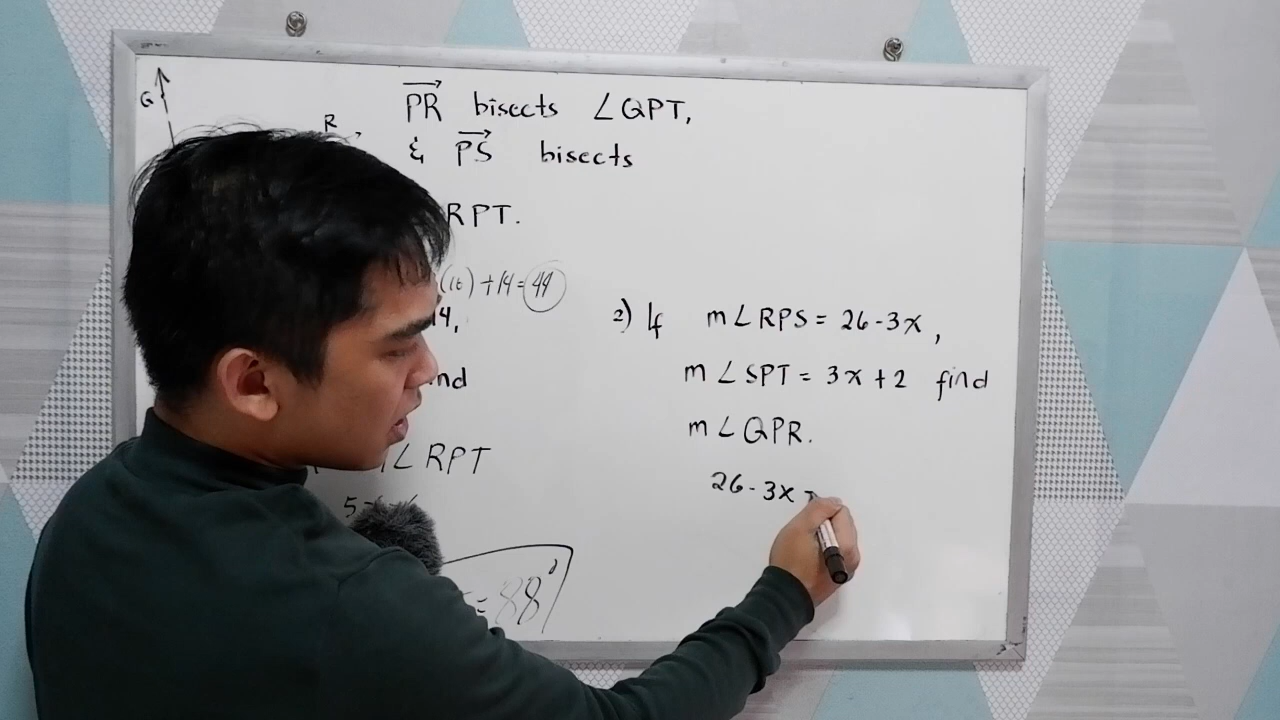 Q
R
PR bisects ∠QPT,
& PS bisects
RPT.
(16) + 14 = 
4,
nd
∠ RPT
5
= 88°
2) If m∠RPS = 26-3x,
m∠SPT = 3x+2 find
m∠QPR.
26-3x =